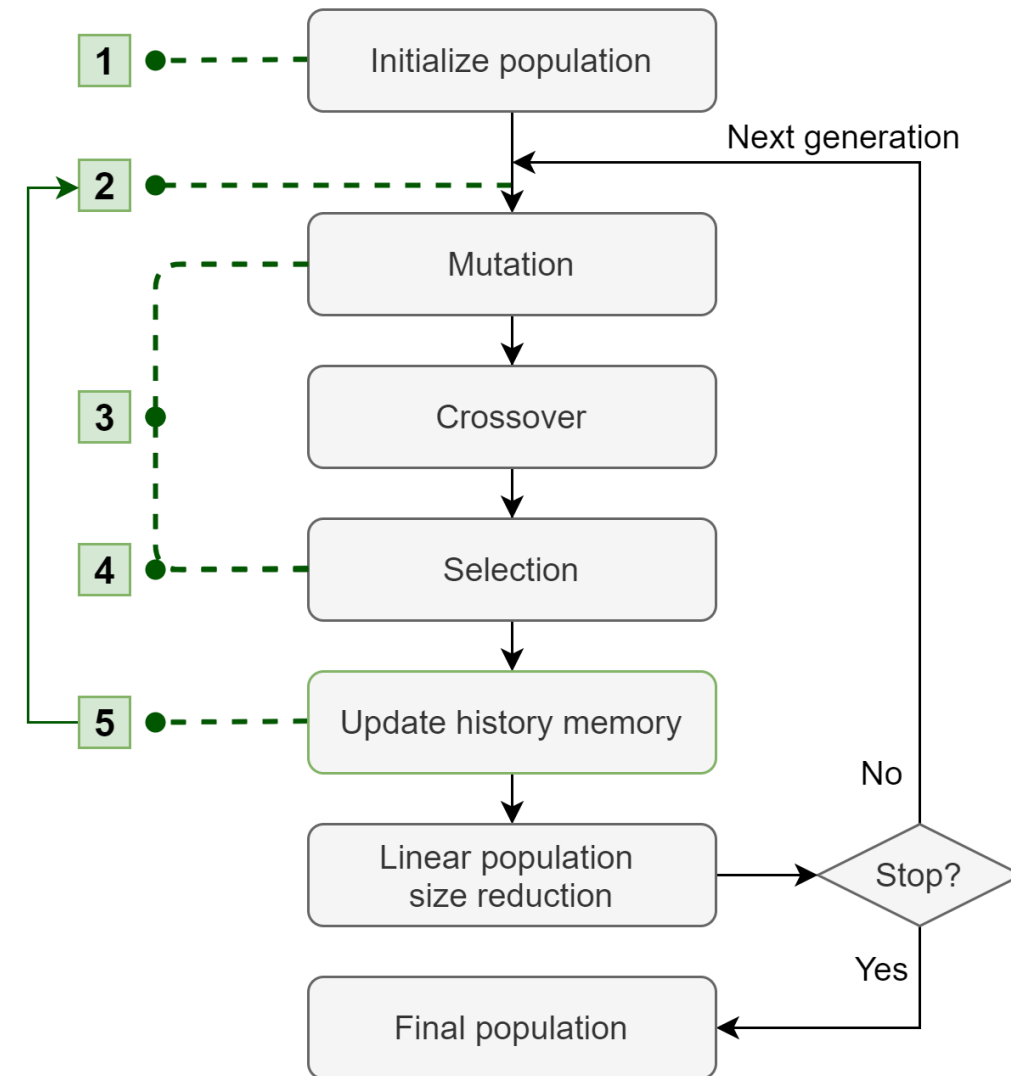 1
Initialize population
Next generation
2
Mutation
3
Crossover
4
Selection
5
Update history memory
No
Linear population
size reduction
Stop?
Yes
Final population